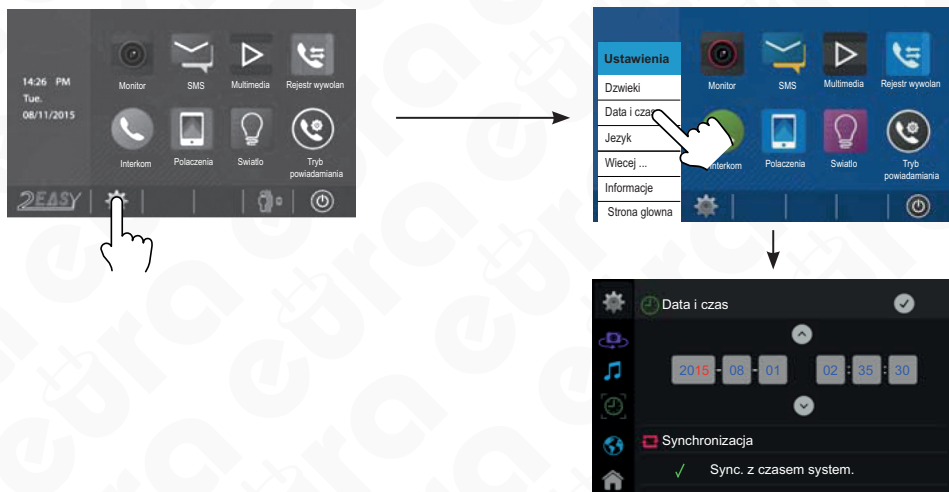 14:26 PM
Tue.
08/11/2015
Monitor
SMS
Multimedia
Rejestr wywolan
Interkom
Polaczenia
Swiatlo
Tryb
powiadamiania
2EASY
Ustawienia
Dzwieki
Data i czas
Jezyk
Wiecej ...
Informacje
Strona glowna
Monitor
SMS
Multimedia
Rejestr wywolan
Interkom
Polaczenia
Swiatlo
Tryb
powiadamiania
Data i czas
2015 - 08 - 01 02 : 35 : 30
Synchronizacja
√ Sync. z czasem system.
eura